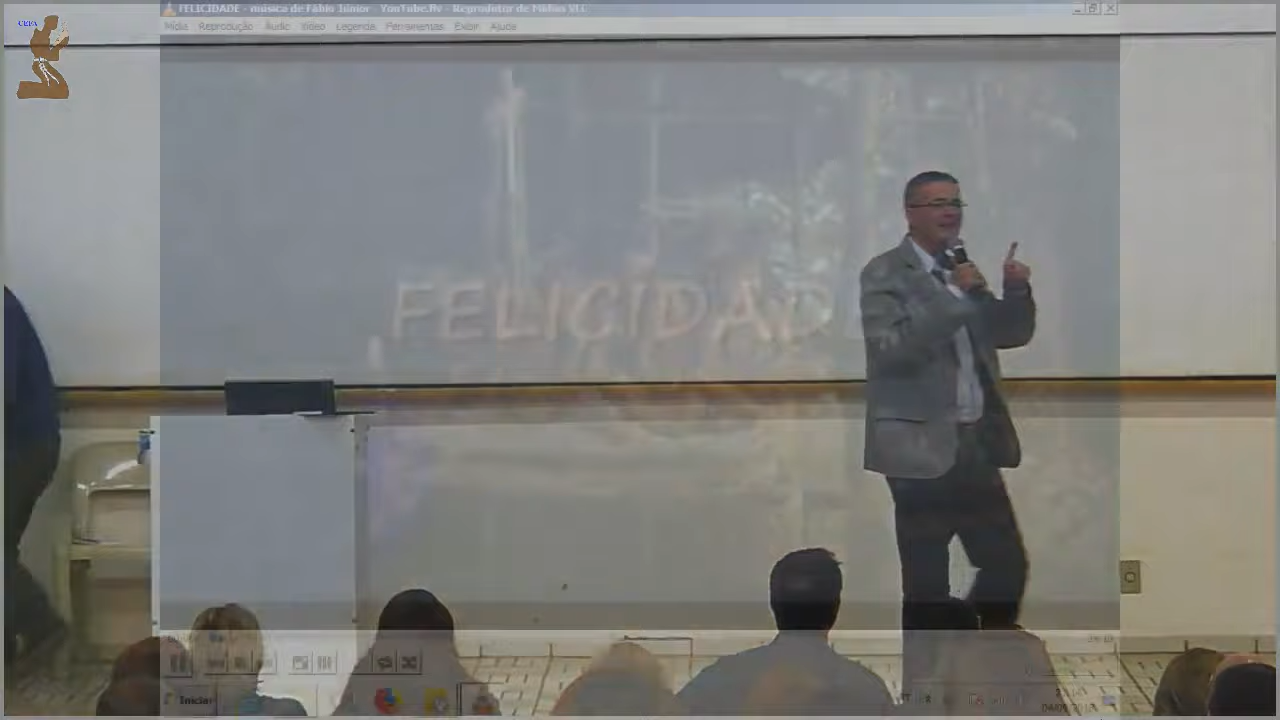 FELICIDADE - música de Fábio Júnior - YouTube.flv - Reprodutor de Mídias VLC
CEFA
Mídia Reprodução Áudio Vídeo Legenda Ferramentas Exibir Ajuda
FELICIDADE
Iniciar